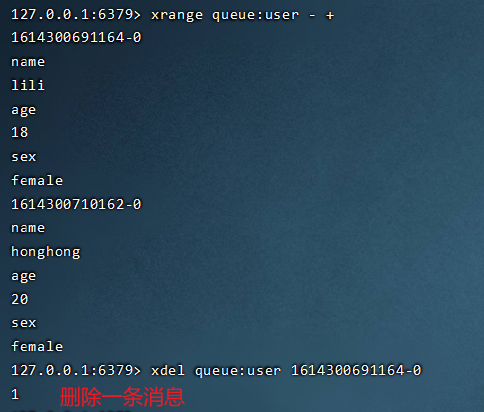 127.0.0.1:6379> xrange queue:user - +
1614300691164-0
name
lili
age
18
sex
female
1614300710162-0
name
honghong
age
20
sex
female
127.0.0.1:6379> xdel queue:user 1614300691164-0
1 删除一条消息